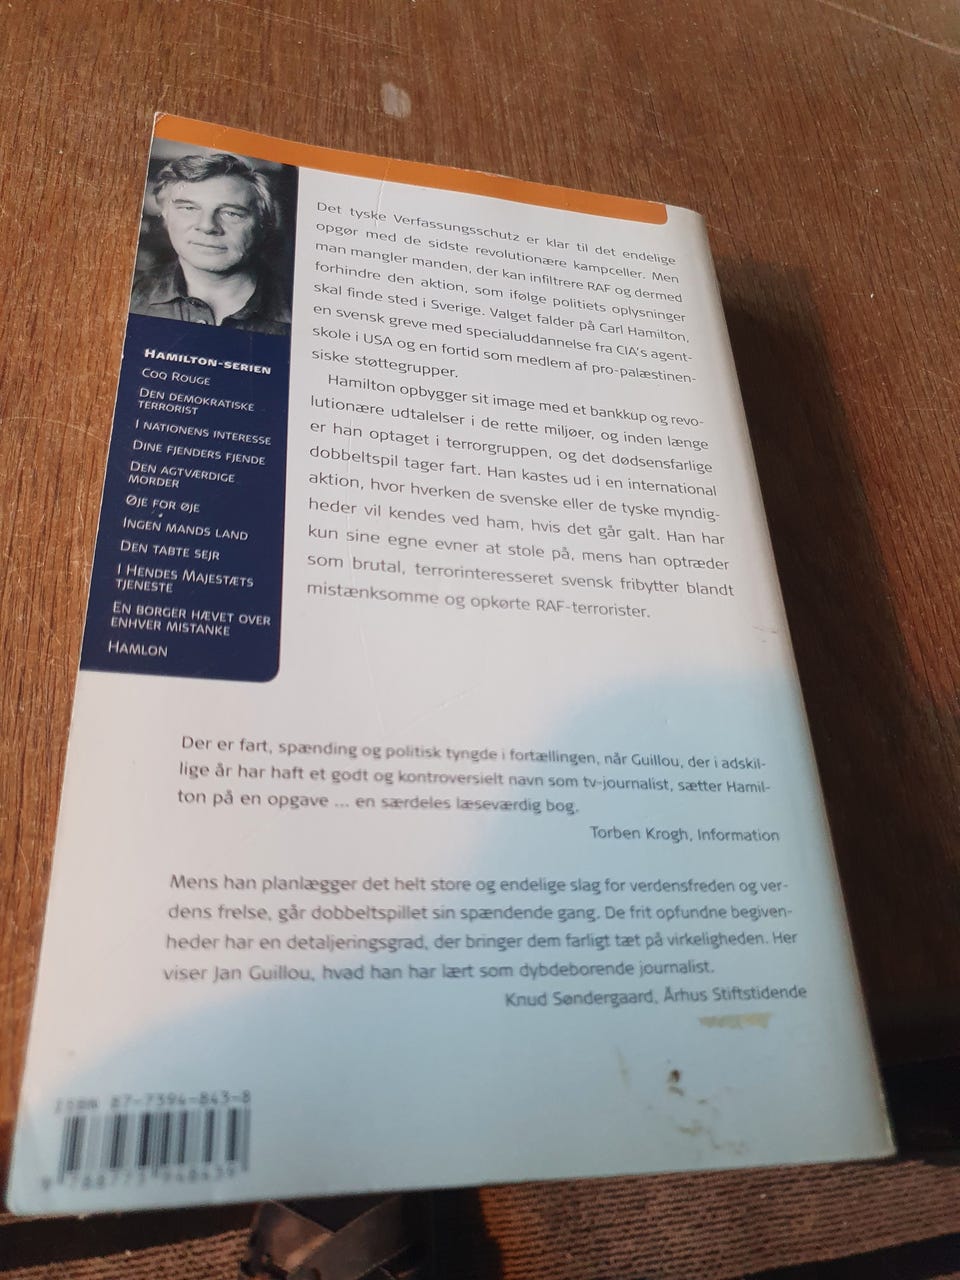 HAMILTON-SERIEN
COQ ROUGE
DEN DEMOKRATISKE
TERRORIST
I NATIONENS INTERESSE
DINE FJENDERS FJENDE
DEN AGTVÆRDIGE
MORDER
ØJE FOR ØJE
INGEN MANDS LAND
DEN TABTE SEJR
I HENDES MAJESTÆTS
TJENESTE
EN BORGER HÆVET OVER
ENHVER MISTANKE
HAMLON
Det tyske Verfassungsschutz er klar til det endelige
opgør med de sidste revolutionære kampceller. Men
man mangler manden, der kan infiltrere RAF og dermed
forhindre den aktion, som ifølge politiets oplysninger
skal finde sted i Sverige. Valget falder på Carl Hamilton,
en svensk greve med specialuddannelse fra CIA's agent-
skole i USA og en fortid som medlem af pro-palæstinen-
siske støttegrupper.
Hamilton opbygger sit image med et bankkup og revo-
lutionære udtalelser i de rette miljøer, og inden længe
er han optaget i terrorgruppen, og det dødsensfarlige
dobbeltspil tager fart. Han kastes ud i en international
aktion, hvor hverken de svenske eller de tyske myndig-
heder vil kendes ved ham, hvis det går galt. Han har
kun sine egne evner at stole på, mens han optræder
som brutal, terrorinteresseret svensk fribytter blandt
mistænksomme og opkørte RAF-terrorister.
Der er fart, spænding og politisk tyngde i fortællingen, når Guillou, der i adskil-
lige år har haft et godt og kontroversielt navn som tv-journalist, sætter Hamil-
ton på en opgave ... en særdeles læseværdig bog.
Torben Krogh, Information
Mens han planlægger det helt store og endelige slag for verdensfreden og ver-
dens frelse, går dobbeltspillet sin spændende gang. De frit opfundne begiven-
heder har en detaljeringsgrad, der bringer dem farligt tæt på virkeligheden. Her
viser Jan Guillou, hvad han har lært som dybdeborende journalist.
Knud Søndergaard, Århus Stiftstidende
ISBN 87-7394-843-8
9 788773 948439